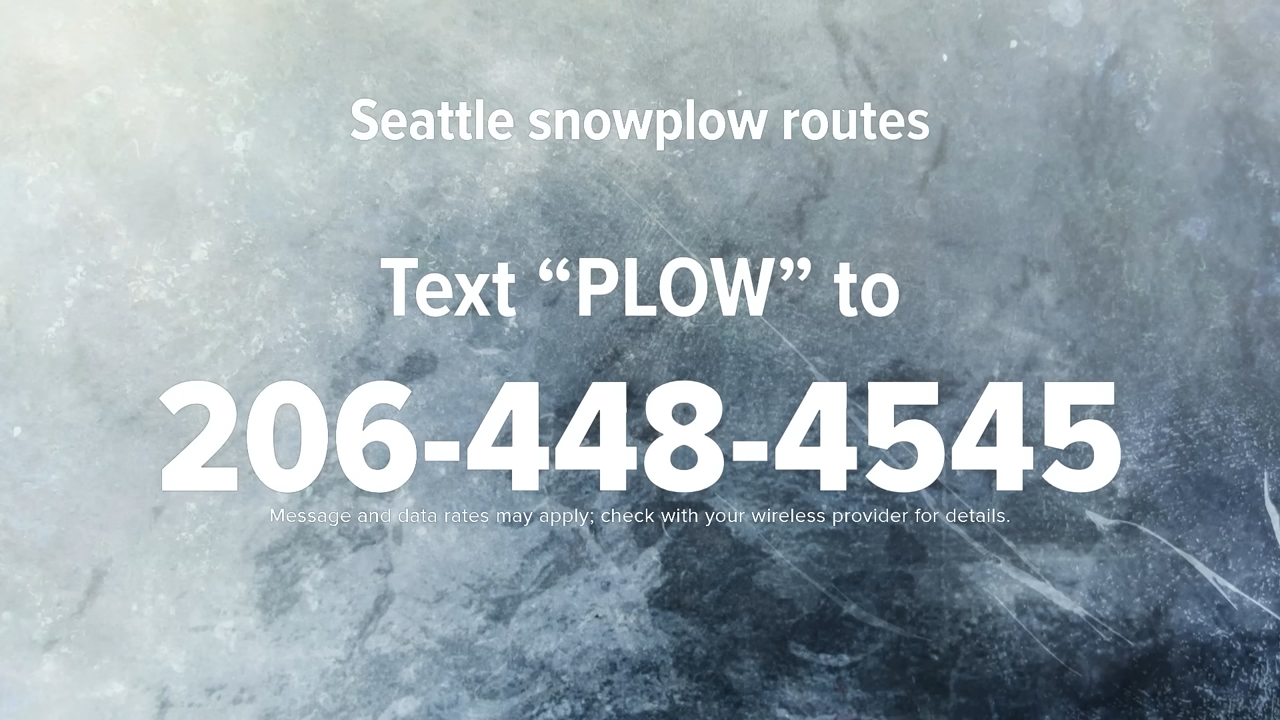 Seattle snowplow routes
Text “PLOW” to
206-448-4545
Message and data rates may apply; check with your wireless provider for details.